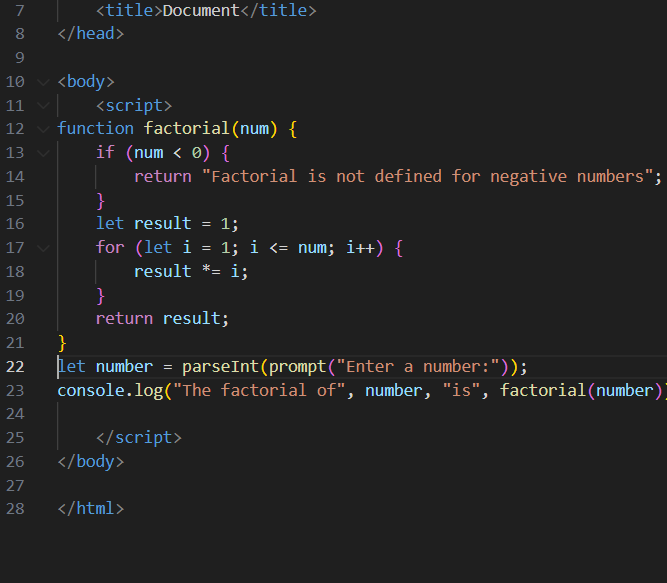 7 <title>Document</title>
8 </head>
9
10 <body>
11 <script>
12 function factorial(num) {
13 if (num < 0) {
14 return "Factorial is not defined for negative numbers";
15 }
16 let result = 1;
17 for (let i = 1; i <= num; i++) {
18 result *= i;
19 }
20 return result;
21 }
22 let number = parseInt(prompt("Enter a number:"));
23 console.log("The factorial of", number, "is", factorial(number))
24
25 </script>
26 </body>
27
28 </html>